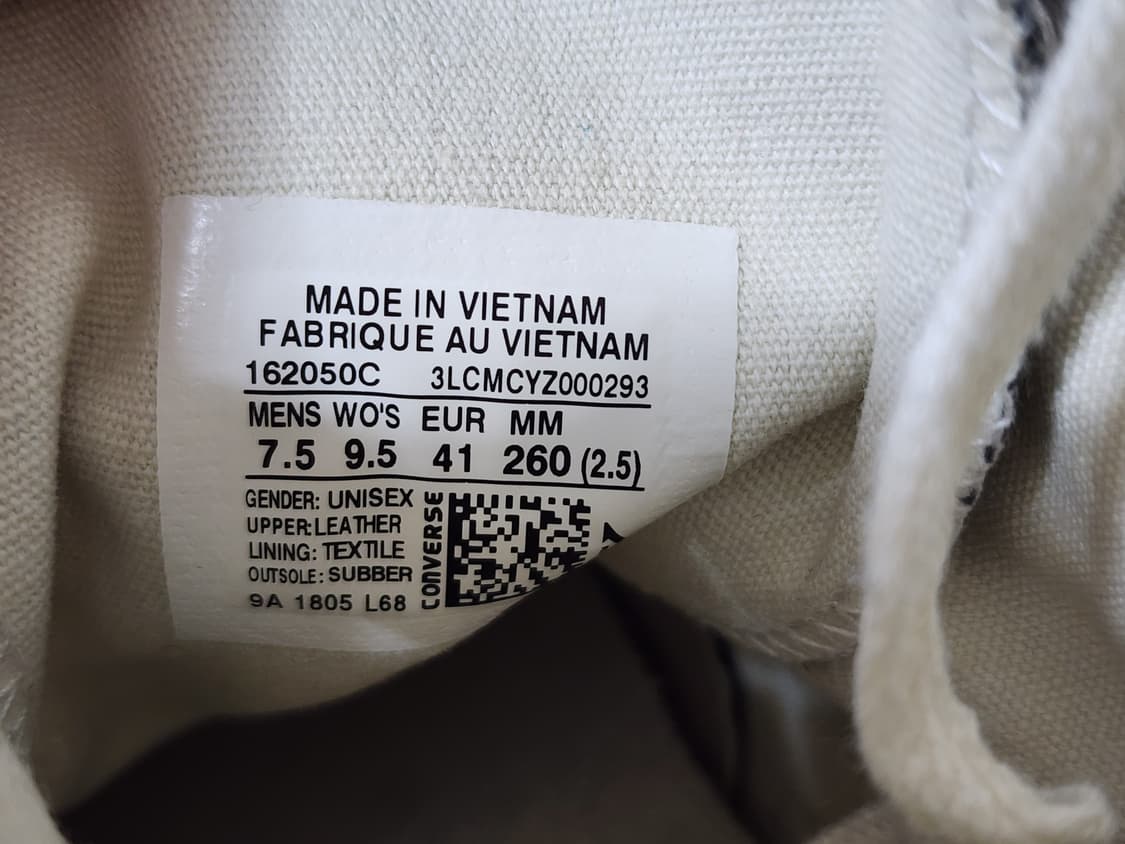 MADE IN VIETNAM
FABRIQUE AU VIETNAM
162050C 3LCMCYZ000293
MENS WO'S EUR MM
7.5 9.5 41 260 (2.5)
GENDER: UNISEX
UPPER:LEATHER
LINING: TEXTILE
OUTSOLE: SUBBER
9A 1805 L68
CONVERSE